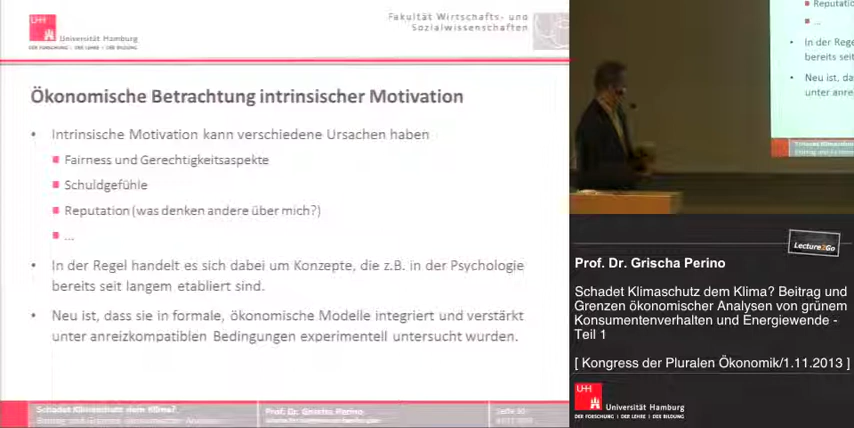 UHH
Universität Hamburg
DER FORSCHUNG | DER LEHRE | DER BILDUNG
Fakultät Wirtschafts- und
Sozialwissenschaften
Ökonomische Betrachtung intrinsischer Motivation
• Intrinsische Motivation kann verschiedene Ursachen haben
Fairness und Gerechtigkeitsaspekte
Schuldgefühle
Reputation (was denken andere über mich?)
...
• In der Regel handelt es sich dabei um Konzepte, die z.B. in der Psychologie
bereits seit langem etabliert sind.
• Neu ist, dass sie in formale, ökonomische Modelle integriert und verstärkt
unter anreizkompatiblen Bedingungen experimentell untersucht wurden.
Schadet Klimaschutz dem Klima?
Prof. Dr. Grischa Perino
Reputatio
...
• In der Rege
bereits seit
• Neu ist, da
unter anre
Lecture2Go
Prof. Dr. Grischa Perino
Schadet Klimaschutz dem Klima? Beitrag und
Grenzen ökonomischer Analysen von grünem
Konsumentenverhalten und Energiewende -
Teil 1
[ Kongress der Pluralen Ökonomik/1.11.2013 ]
UHH
Universität Hamburg
DER FORSCHUNG | DER LEHRE | DER BILDUNG